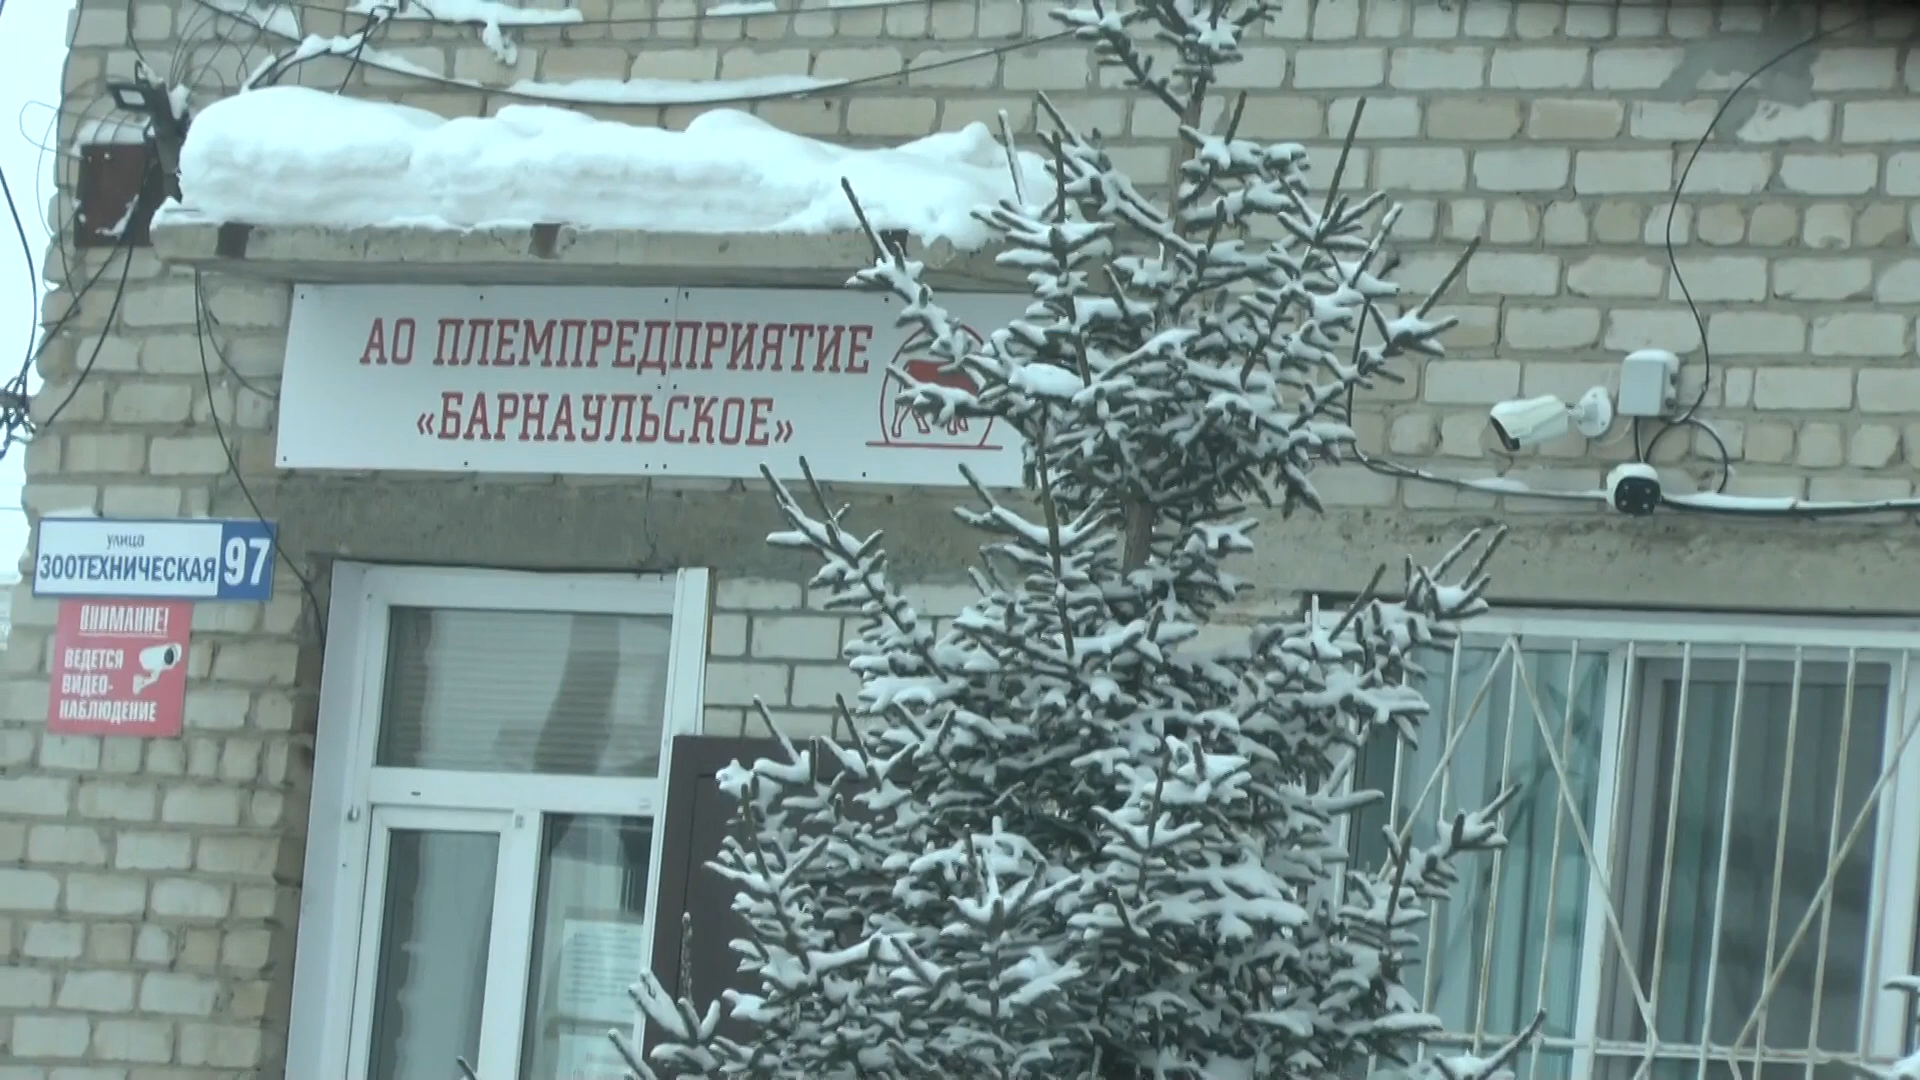 АО ПЛЕМПРЕДПРИЯТИЕ
«БАРНАУЛЬСКОЕ»
улица
ЗООТЕХНИЧЕСКАЯ 97
ВНИМАНИЕ!
ВЕДЕТСЯ
ВИДЕО-
НАБЛЮДЕНИЕ